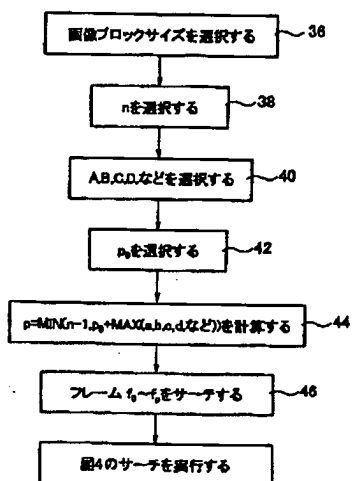 画像ブロックサイズを選択する 36
nを選択する 38
A,B,C,D,などを選択する 40
p₀を選択する 42
p=MIN(n-1,p₀+MAX(a,b,c,d,など))を計算する 44
フレーム f₀~fₚをサーチする 46
図4のサーチを実行する